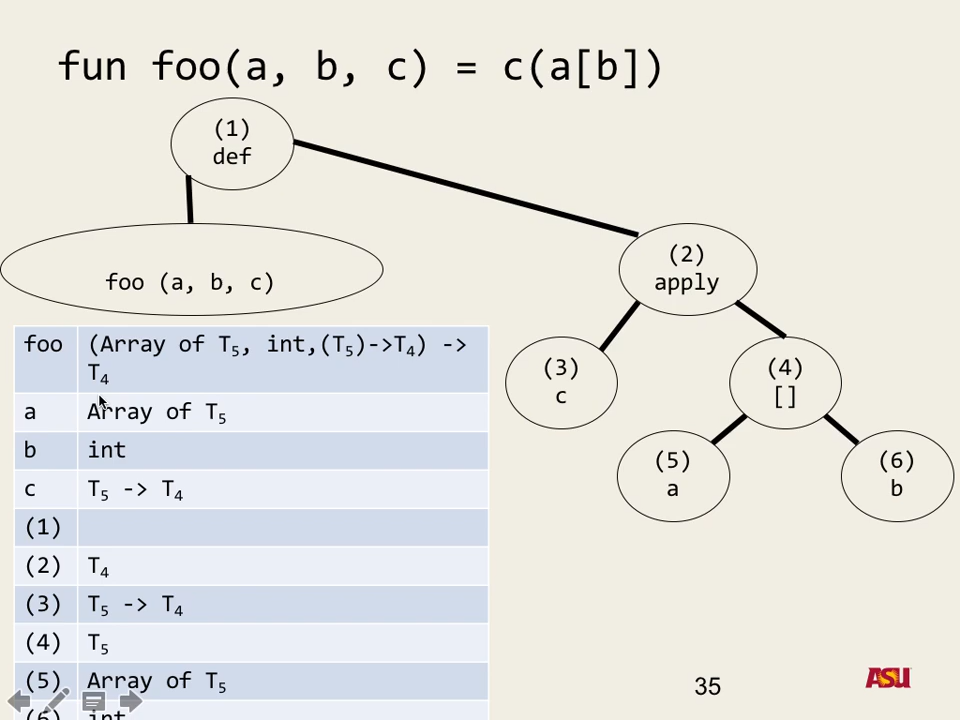 fun foo(a, b, c) = c(a[b])
(1)
def
foo (a, b, c)
(2)
apply
(3)
c
(4)
[]
(5)
a
(6)
b
foo (Array of T₅, int,(T₅)->T₄) ->
T₄
a Array of T₅
b int
c T₅ -> T₄
(1)
(2) T₄
(3) T₅ -> T₄
(4) T₅
(5) Array of T₅
(6) int
35
ASU